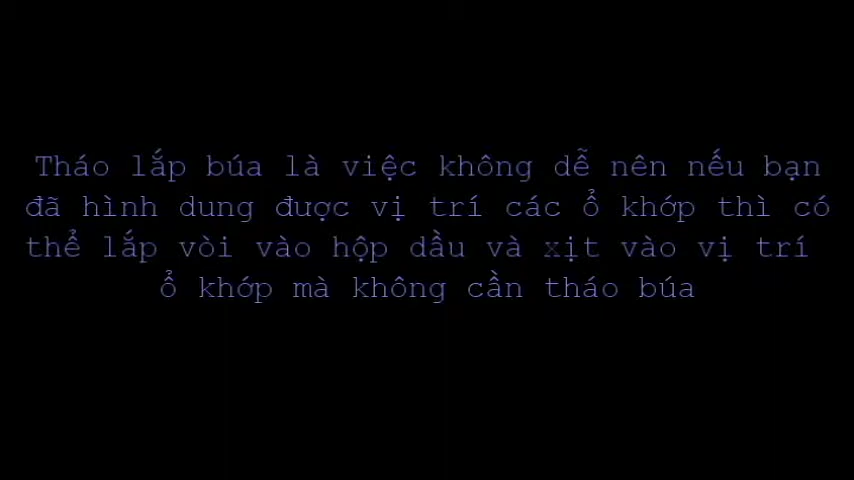 Tháo lắp búa là việc không dễ nên nếu bạn
đã hình dung được vị trí các ổ khớp thì có
thể lắp vòi vào hộp dầu và xịt vào vị trí
ổ khớp mà không cần tháo búa